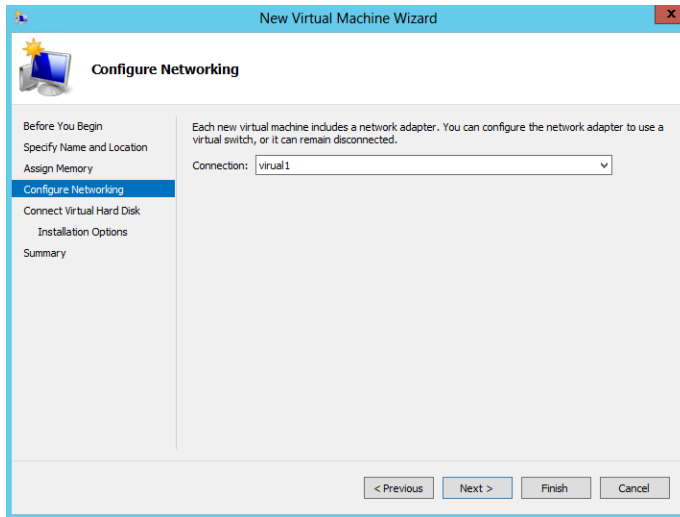 New Virtual Machine Wizard
x
Configure Networking
Before You Begin
Specify Name and Location
Assign Memory
Configure Networking
Connect Virtual Hard Disk
Installation Options
Summary
Each new virtual machine includes a network adapter. You can configure the network adapter to use a
virtual switch, or it can remain disconnected.
Connection: virual1
< Previous Next > Finish Cancel